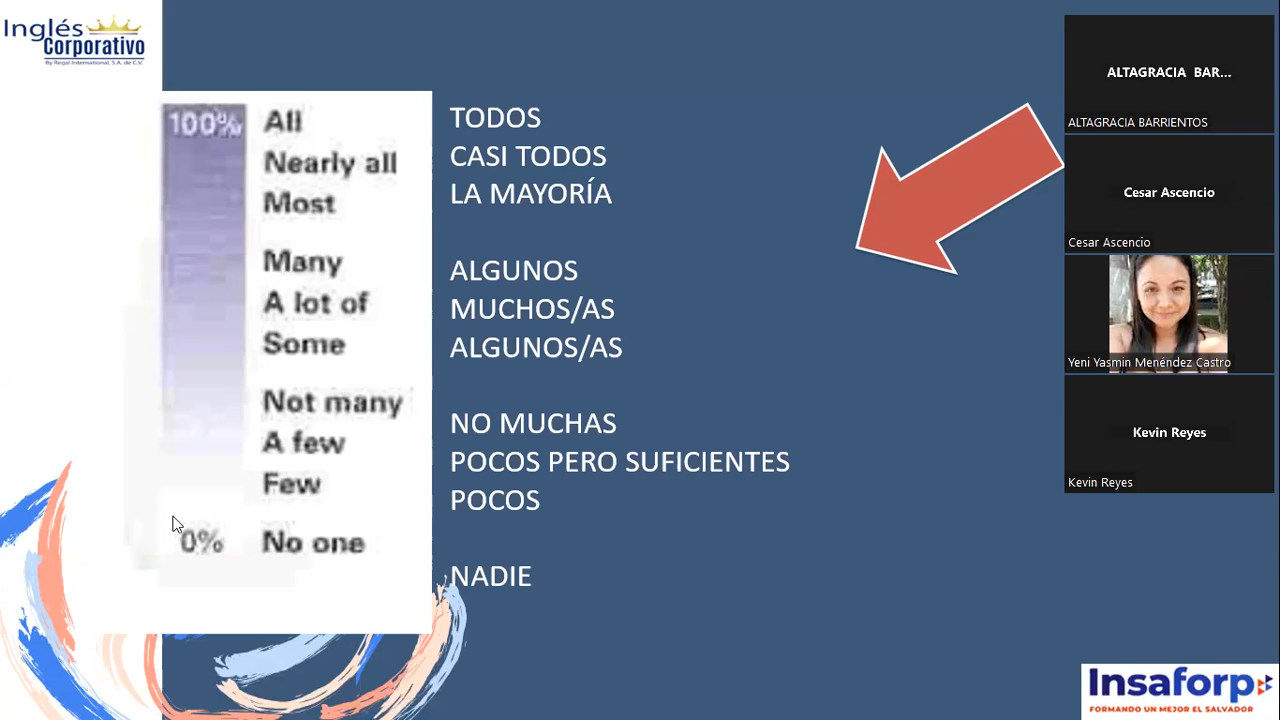 Inglés
Corporativo
By Regal International, S.A. de C.V.
100%
All
Nearly all
Most
Many
A lot of
Some
Not many
A few
Few
0%
No one
TODOS
CASI TODOS
LA MAYORÍA
ALGUNOS
MUCHOS/AS
ALGUNOS/AS
NO MUCHAS
POCOS PERO SUFICIENTES
POCOS
NADIE
ALTAGRACIA BAR...
ALTAGRACIA BARRIENTOS
Cesar Ascencio
Cesar Ascencio
Yeni Yasmin Menéndez Castro
Kevin Reyes
Kevin Reyes
Insaforp
FORMANDO UN MEJOR EL SALVADOR